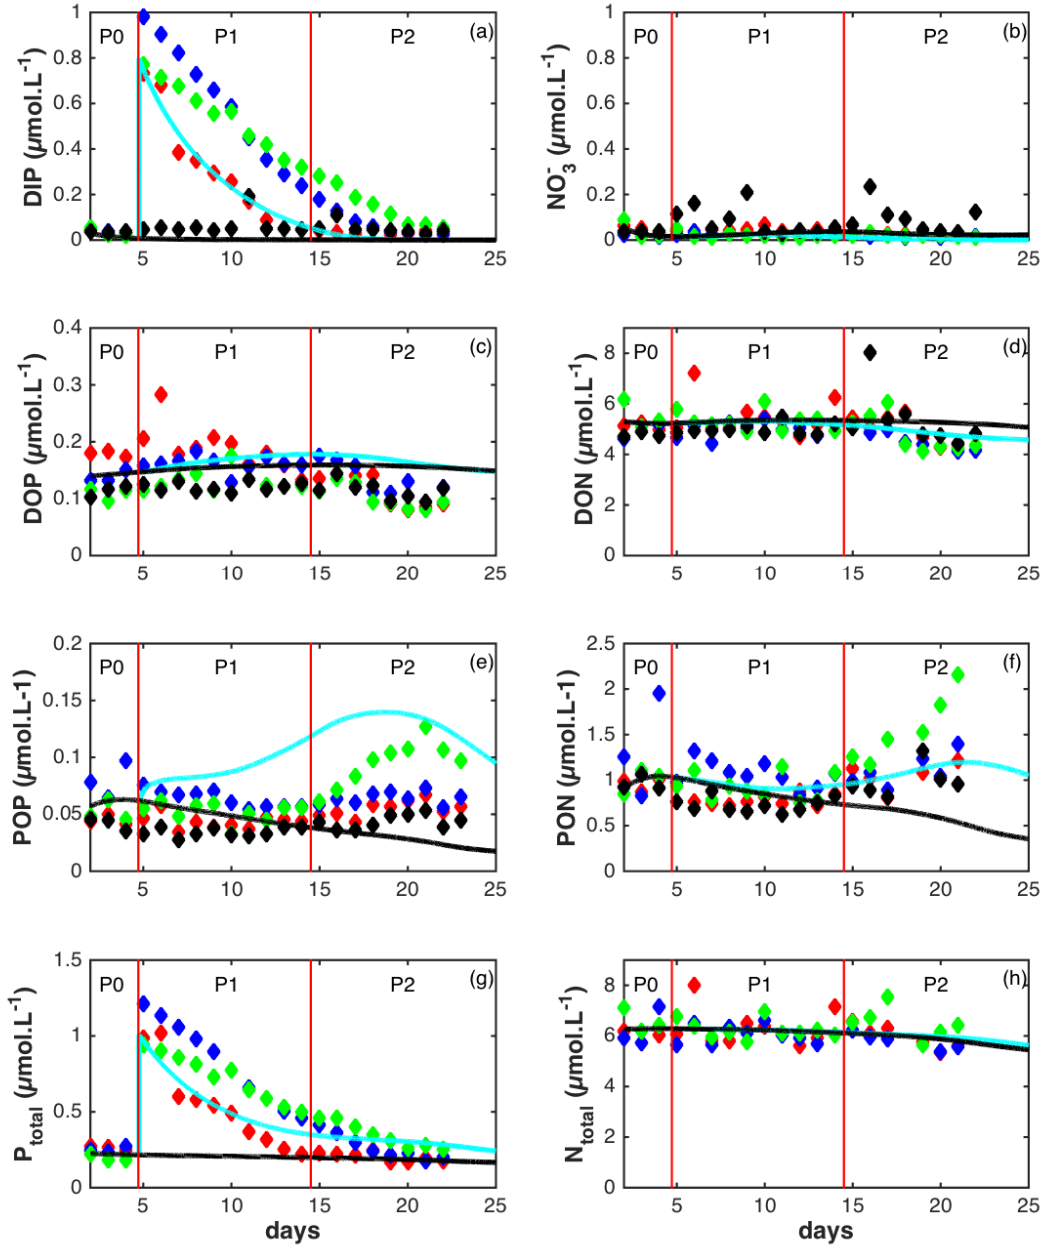 1
0.8
0.6
0.4
0.2
0
DIP (µmol.L⁻¹)
P0 P1 P2 (a)
5 10 15 20 25
1
0.8
0.6
0.4
0.2
0
NO₃⁻ (µmol.L⁻¹)
P0 P1 P2 (b)
5 10 15 20 25
0.4
0.3
0.2
0.1
0
DOP (µmol.L⁻¹)
P0 P1 P2 (c)
5 10 15 20 25
8
6
4
2
0
DON (µmol.L⁻¹)
P0 P1 P2 (d)
5 10 15 20 25
0.2
0.15
0.1
0.05
0
POP (µmol.L-1)
P0 P1 P2 (e)
5 10 15 20 25
2.5
2
1.5
1
0.5
0
PON (µmol.L-1)
P0 P1 P2 (f)
5 10 15 20 25
1.5
1
0.5
0
P_total (µmol.L⁻¹)
P0 P1 P2 (g)
5 10 15 20 25
days
8
6
4
2
0
N_total (µmol.L⁻¹)
P0 P1 P2 (h)
5 10 15 20 25
days